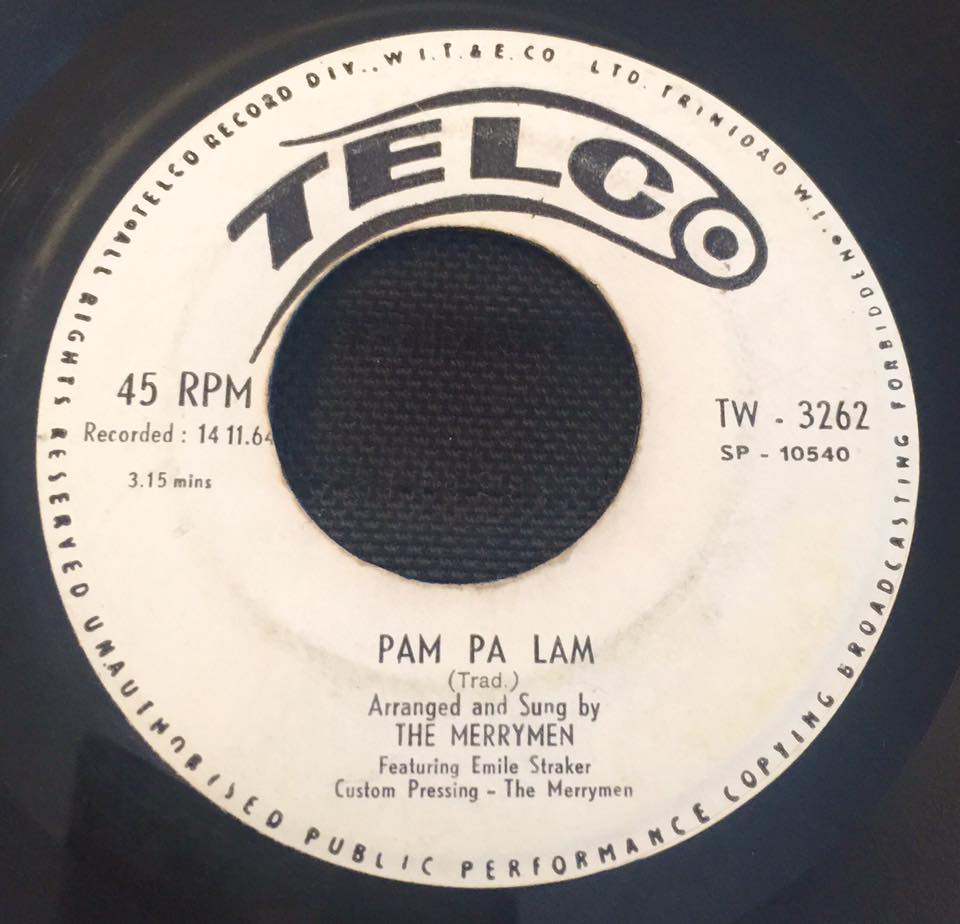 TELCO RECORD DIV., W I.T. & E. CO LTD. TRINIDAD W.I. ALL RIGHTS RESERVED UNAUTHORISED PUBLIC PERFORMANCE COPYING BROADCASTING FORBIDDEN
TELCO
45 RPM
Recorded : 14 11.64
3.15 mins
TW - 3262
SP - 10540
PAM PA LAM
(Trad.)
Arranged and Sung by
THE MERRYMEN
Featuring Emile Straker
Custom Pressing - The Merrymen